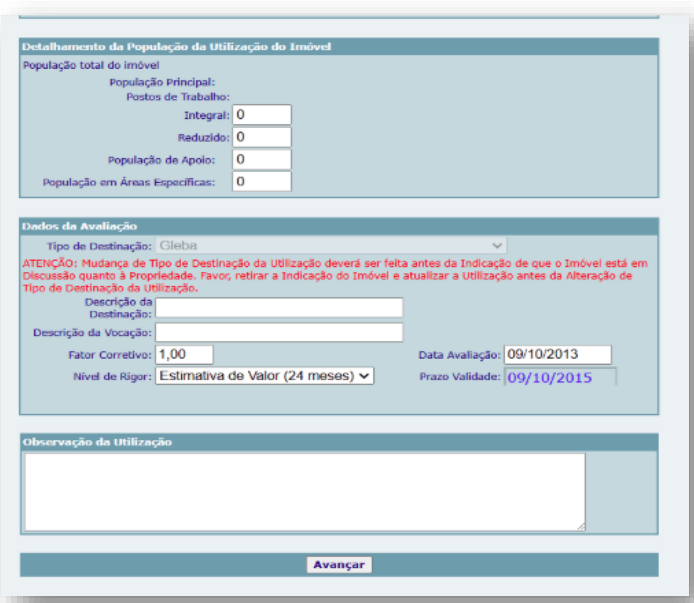 Detalhamento da População da Utilização do Imóvel
População total do imóvel
População Principal:
Postos de Trabalho:
Integral: 0
Reduzido: 0
População de Apoio: 0
População em Áreas Específicas: 0
Dados da Avaliação
Tipo de Destinação: Gleba
ATENÇÃO: Mudança de Tipo de Destinação da Utilização deverá ser feita antes da Indicação de que o Imóvel está em
Discussão quanto à Propriedade. Favor, retirar a Indicação do Imóvel e atualizar a Utilização antes da Alteração de
Tipo de Destinação da Utilização.
Descrição da
Destinação:
Descrição da Vocação:
Fator Corretivo: 1,00 Data Avaliação: 09/10/2013
Nível de Rigor: Estimativa de Valor (24 meses) Prazo Validade: 09/10/2015
Observação da Utilização
Avançar